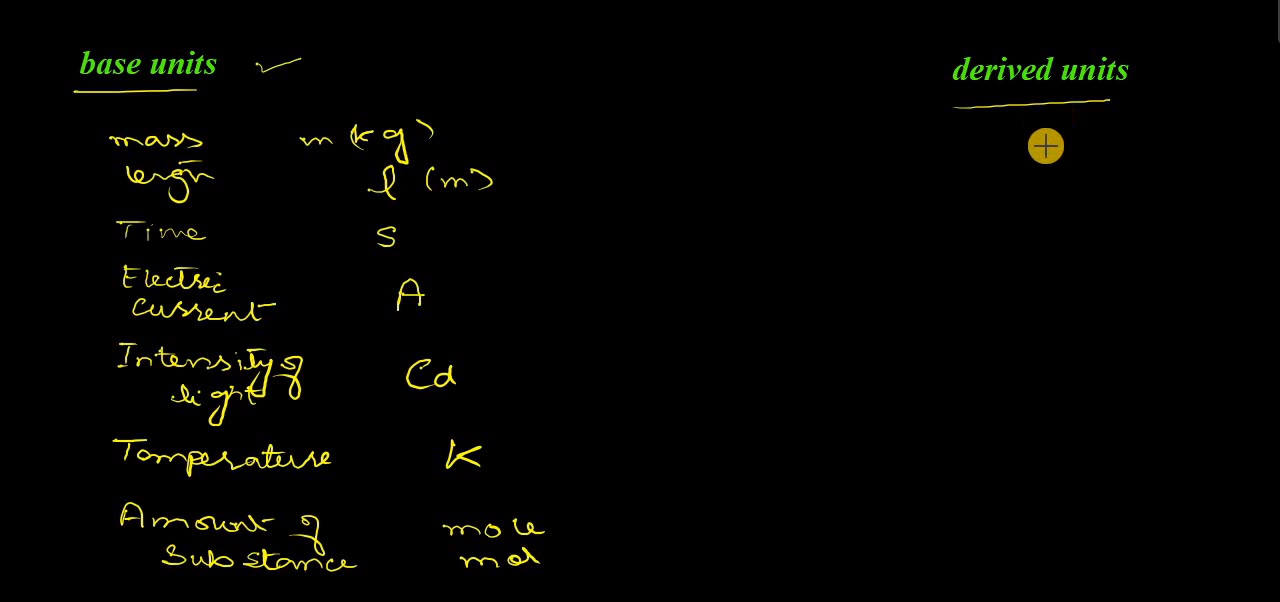 base units
derived units
mass m (kg)
length l (m)
Time s
Electric
current A
Intensity of
light Cd
Temperature K
Amount of mole
Substance mol